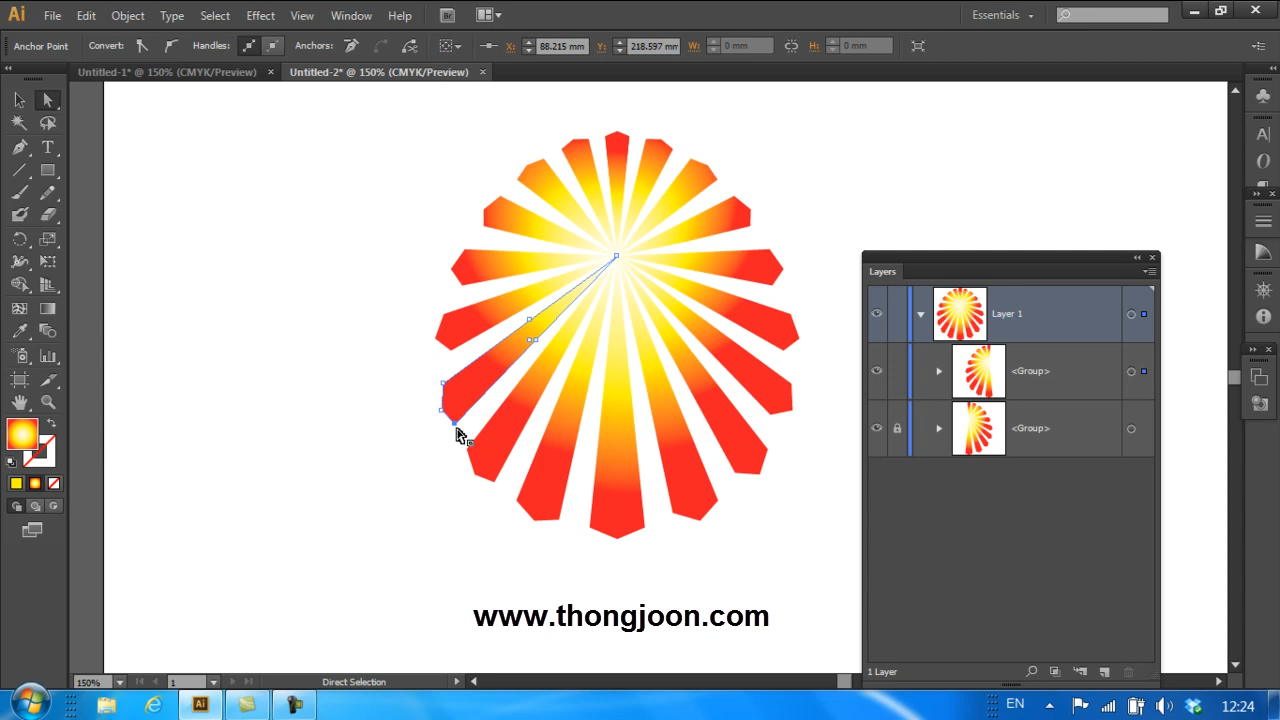 Ai File Edit Object Type Select Effect View Window Help Br Essentials
Anchor Point Convert: Handles: Anchors: X: 88.215 mm Y: 218.597 mm W: 0 mm H: 0 mm
Untitled-1* @ 150% (CMYK/Preview) Untitled-2* @ 150% (CMYK/Preview)
Layers
Layer 1
<Group>
<Group>
www.thongjoon.com
1 Layer
150% 1 Direct Selection
Ai EN 12:24